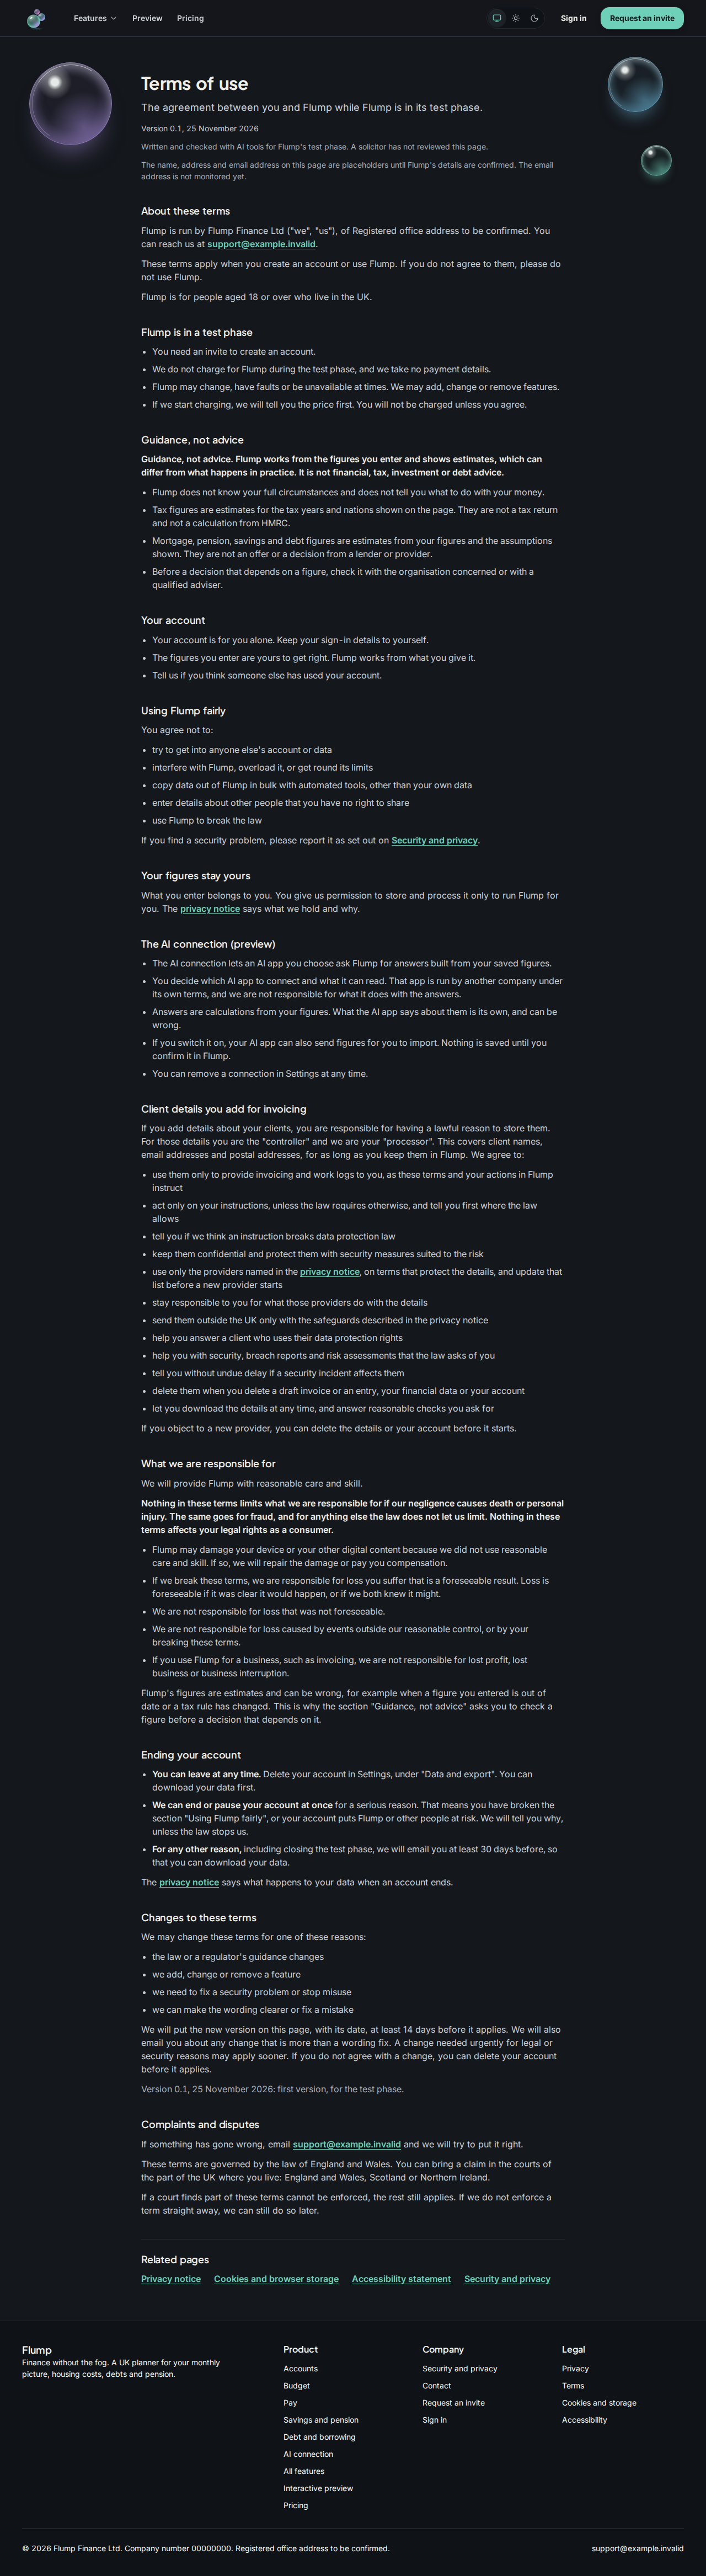 Features Preview Pricing Sign in Request an invite
Terms of use
The agreement between you and Flump while Flump is in its test phase.
Version 0.1, 25 November 2026
Written and checked with AI tools for Flump's test phase. A solicitor has not reviewed this page.
The name, address and email address on this page are placeholders until Flump's details are confirmed. The email
address is not monitored yet.
About these terms
Flump is run by Flump Finance Ltd ("we", "us"), of Registered office address to be confirmed. You
can reach us at support@example.invalid.
These terms apply when you create an account or use Flump. If you do not agree to them, please do
not use Flump.
Flump is for people aged 18 or over who live in the UK.
Flump is in a test phase
• You need an invite to create an account.
• We do not charge for Flump during the test phase, and we take no payment details.
• Flump may change, have faults or be unavailable at times. We may add, change or remove features.
• If we start charging, we will tell you the price first. You will not be charged unless you agree.
Guidance, not advice
Guidance, not advice. Flump works from the figures you enter and shows estimates, which can
differ from what happens in practice. It is not financial, tax, investment or debt advice.
• Flump does not know your full circumstances and does not tell you what to do with your money.
• Tax figures are estimates for the tax years and nations shown on the page. They are not a tax return
and not a calculation from HMRC.
• Mortgage, pension, savings and debt figures are estimates from your figures and the assumptions
shown. They are not an offer or a decision from a lender or provider.
• Before a decision that depends on a figure, check it with the organisation concerned or with a
qualified adviser.
Your account
• Your account is for you alone. Keep your sign-in details to yourself.
• The figures you enter are yours to get right. Flump works from what you give it.
• Tell us if you think someone else has used your account.
Using Flump fairly
You agree not to:
• try to get into anyone else's account or data
• interfere with Flump, overload it, or get round its limits
• copy data out of Flump in bulk with automated tools, other than your own data
• enter details about other people that you have no right to share
• use Flump to break the law
If you find a security problem, please report it as set out on Security and privacy.
Your figures stay yours
What you enter belongs to you. You give us permission to store and process it only to run Flump for
you. The privacy notice says what we hold and why.
The AI connection (preview)
• The AI connection lets an AI app you choose ask Flump for answers built from your saved figures.
• You decide which AI app to connect and what it can read. That app is run by another company under
its own terms, and we are not responsible for what it does with the answers.
• Answers are calculations from your figures. What the AI app says about them is its own, and can be
wrong.
• If you switch it on, your AI app can also send figures for you to import. Nothing is saved until you
confirm it in Flump.
• You can remove a connection in Settings at any time.
Client details you add for invoicing
If you add details about your clients, you are responsible for having a lawful reason to store them.
For those details you are the "controller" and we are your "processor". This covers client names,
email addresses and postal addresses, for as long as you keep them in Flump. We agree to:
• use them only to provide invoicing and work logs to you, as these terms and your actions in Flump
instruct
• act only on your instructions, unless the law requires otherwise, and tell you first where the law
allows
• tell you if we think an instruction breaks data protection law
• keep them confidential and protect them with security measures suited to the risk
• use only the providers named in the privacy notice, on terms that protect the details, and update that
list before a new provider starts
• stay responsible to you for what those providers do with the details
• send them outside the UK only with the safeguards described in the privacy notice
• help you answer a client who uses their data protection rights
• help you with security, breach reports and risk assessments that the law asks of you
• tell you without undue delay if a security incident affects them
• delete them when you delete a draft invoice or an entry, your financial data or your account
• let you download the details at any time, and answer reasonable checks you ask for
If you object to a new provider, you can delete the details or your account before it starts.
What we are responsible for
We will provide Flump with reasonable care and skill.
Nothing in these terms limits what we are responsible for if our negligence causes death or personal
injury. The same goes for fraud, and for anything else the law does not let us limit. Nothing in these
terms affects your legal rights as a consumer.
• Flump may damage your device or your other digital content because we did not use reasonable
care and skill. If so, we will repair the damage or pay you compensation.
• If we break these terms, we are responsible for loss you suffer that is a foreseeable result. Loss is
foreseeable if it was clear it would happen, or if we both knew it might.
• We are not responsible for loss that was not foreseeable.
• We are not responsible for loss caused by events outside our reasonable control, or by your
breaking these terms.
• If you use Flump for a business, such as invoicing, we are not responsible for lost profit, lost
business or business interruption.
Flump's figures are estimates and can be wrong, for example when a figure you entered is out of
date or a tax rule has changed. This is why the section "Guidance, not advice" asks you to check a
figure before a decision that depends on it.
Ending your account
• You can leave at any time. Delete your account in Settings, under "Data and export". You can
download your data first.
• We can end or pause your account at once for a serious reason. That means you have broken the
section "Using Flump fairly", or your account puts Flump or other people at risk. We will tell you why,
unless the law stops us.
• For any other reason, including closing the test phase, we will email you at least 30 days before, so
that you can download your data.
The privacy notice says what happens to your data when an account ends.
Changes to these terms
We may change these terms for one of these reasons:
• the law or a regulator's guidance changes
• we add, change or remove a feature
• we need to fix a security problem or stop misuse
• we can make the wording clearer or fix a mistake
We will put the new version on this page, with its date, at least 14 days before it applies. We will also
email you about any change that is more than a wording fix. A change needed urgently for legal or
security reasons may apply sooner. If you do not agree with a change, you can delete your account
before it applies.
Version 0.1, 25 November 2026: first version, for the test phase.
Complaints and disputes
If something has gone wrong, email support@example.invalid and we will try to put it right.
These terms are governed by the law of England and Wales. You can bring a claim in the courts of
the part of the UK where you live: England and Wales, Scotland or Northern Ireland.
If a court finds part of these terms cannot be enforced, the rest still applies. If we do not enforce a
term straight away, we can still do so later.
Related pages
Privacy notice Cookies and browser storage Accessibility statement Security and privacy
Flump
Finance without the fog. A UK planner for your monthly
picture, housing costs, debts and pension.
Product
Accounts
Budget
Pay
Savings and pension
Debt and borrowing
AI connection
All features
Interactive preview
Pricing
Company
Security and privacy
Contact
Request an invite
Sign in
Legal
Privacy
Terms
Cookies and storage
Accessibility
© 2026 Flump Finance Ltd. Company number 00000000. Registered office address to be confirmed.
support@example.invalid